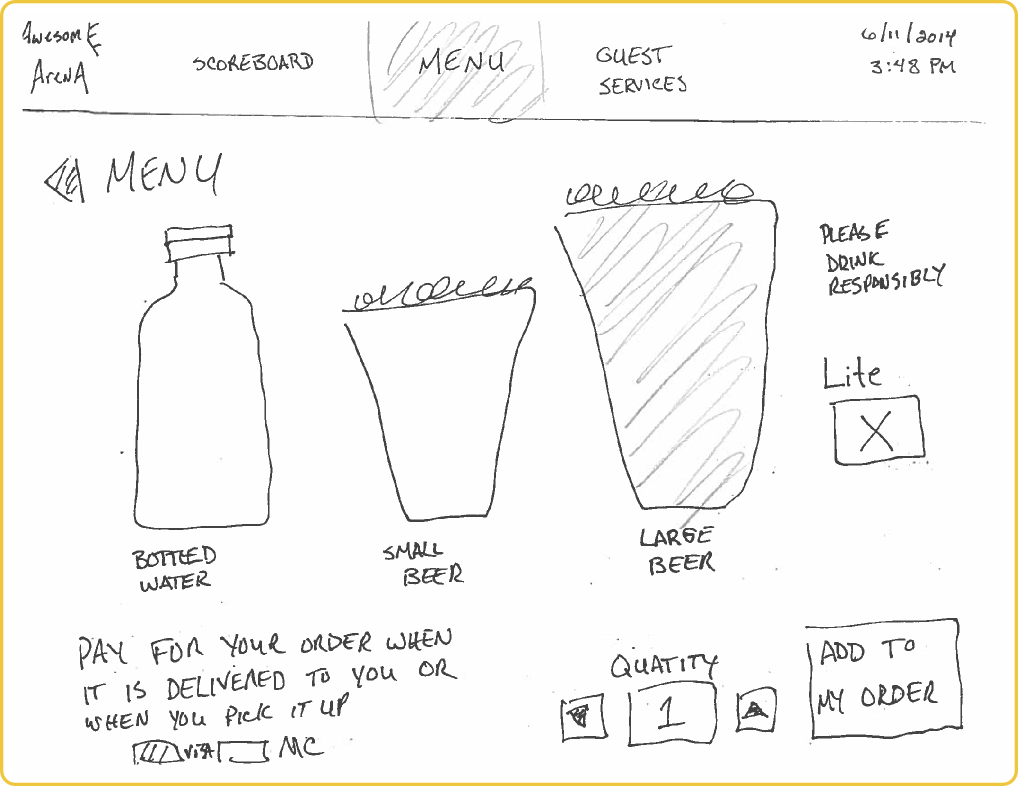 AwesomE
ArenA
SCOREBOARD
MENU
GUEST
SERVICES
6/11/2014
3:48 PM
MENU
PLEASE
DRINK
RESPONSIBLY
Lite
X
BOTTLED
WATER
SMALL
BEER
LARGE
BEER
PAY FOR YOUR ORDER WHEN
IT IS DELIVERED TO YOU OR
WHEN YOU PICK IT UP
VISA MC
QUATITY
1
ADD TO
MY ORDER